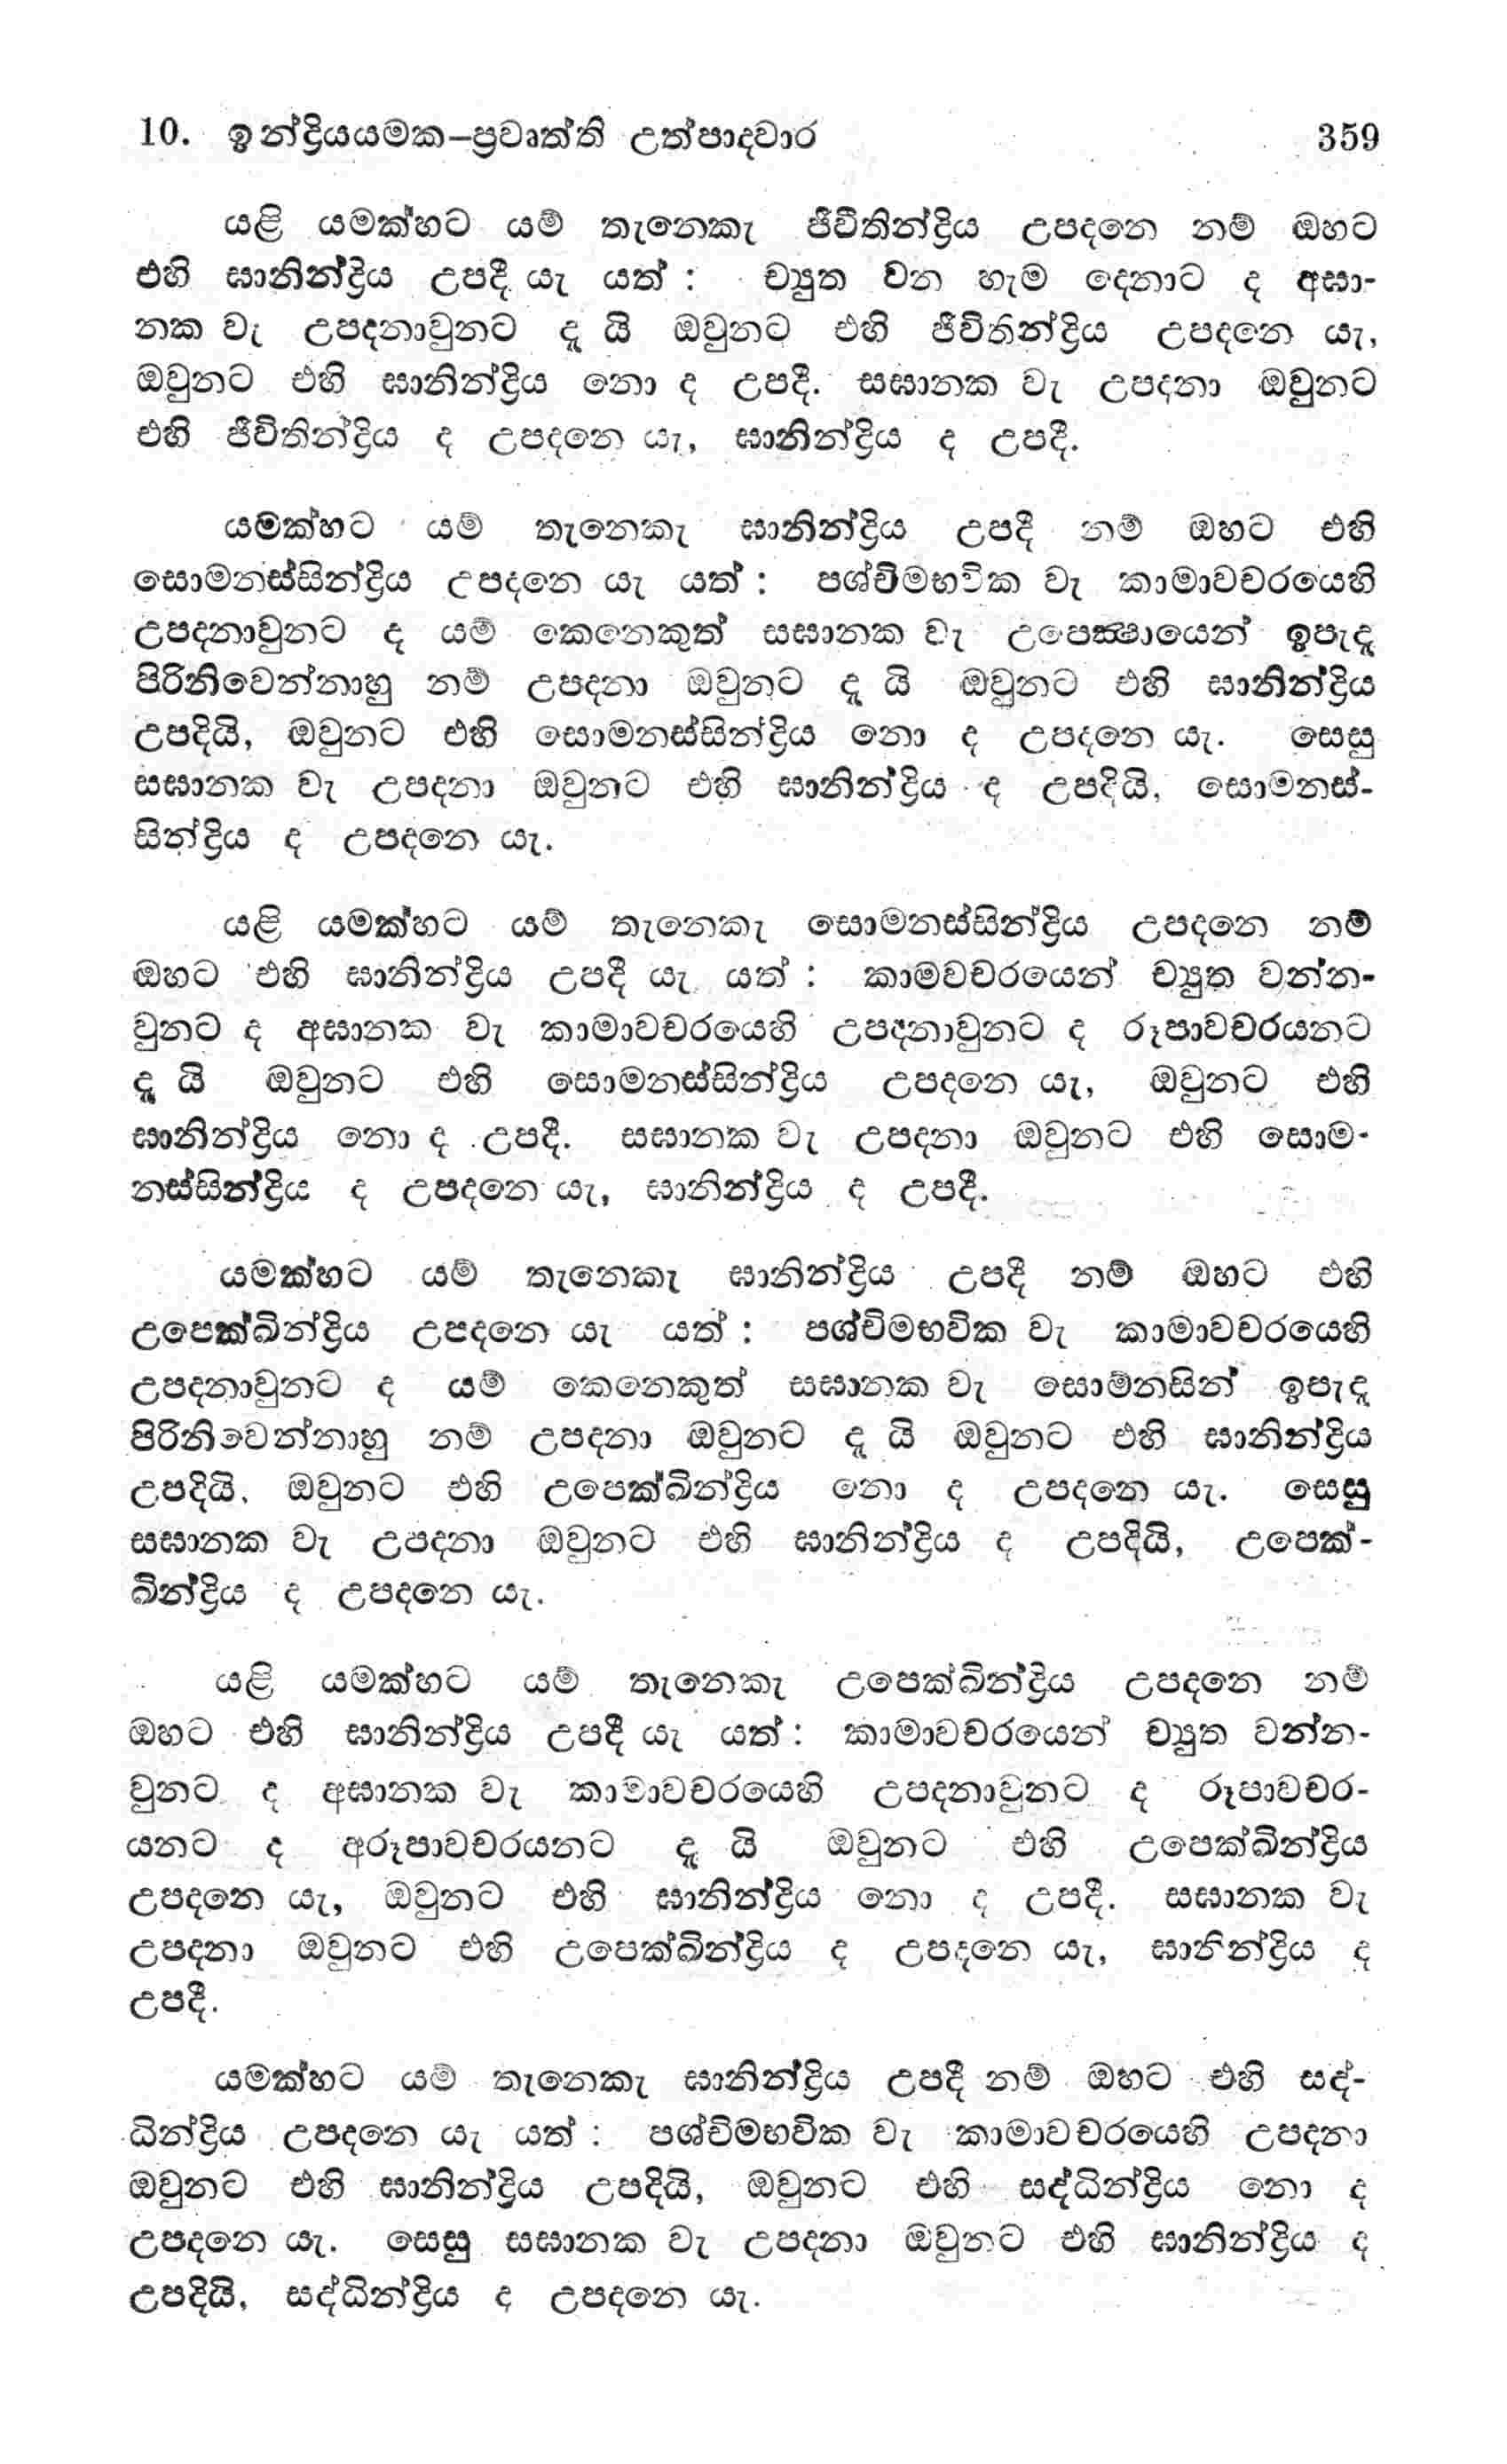 10. ඉන්ද්‍රියයමක–ප්‍රවෘත්ති උත්පාදවාර 359
යළි යමක්හට යම් තැනෙකැ ජීවිතින්ද්‍රිය උපදනෙ නම් ඔහට
එහි ඝානින්ද්‍රිය උපදී යැ යත් : ච්‍යුත වන හැම දෙනාට ද අඝා-
නක වැ උපදනාවුනට දැ යි ඔවුනට එහි ජීවිතින්ද්‍රිය උපදනෙ යැ,
ඔවුනට එහි ඝානින්ද්‍රිය නො ද උපදී. සඝානක වැ උපදනා ඔවුනට
එහි ජීවිතින්ද්‍රිය ද උපදනෙ යැ, ඝානින්ද්‍රිය ද උපදී.
යමක්හට යම් තැනෙකැ ඝානින්ද්‍රිය උපදී නම් ඔහට එහි
සොමනස්සින්ද්‍රිය උපදනෙ යැ යත් : පශ්චිමභවික වැ කාමාවචරයෙහි
උපදනාවුනට ද යම් කෙනෙකුත් සඝානක වැ උපෙක්‍ෂායෙන් ඉපැද
පිරිනිවෙන්නාහු නම් උපදනා ඔවුනට දැ යි ඔවුනට එහි ඝානින්ද්‍රිය
උපදියි, ඔවුනට එහි සොමනස්සින්ද්‍රිය නො ද උපදනෙ යැ. සෙසු
සඝානක වැ උපදනා ඔවුනට එහි ඝානින්ද්‍රිය ද උපදියි, සොමනස්-
සින්ද්‍රිය ද උපදනෙ යැ.
යළි යමක්හට යම් තැනෙකැ සොමනස්සින්ද්‍රිය උපදනෙ නම්
ඔහට එහි ඝානින්ද්‍රිය උපදී යැ යත් : කාමවචරයෙන් ච්‍යුත වන්න-
වුනට ද අඝානක වැ කාමාවචරයෙහි උපදනාවුනට ද රූපාවචරයනට
දැ යි ඔවුනට එහි සොමනස්සින්ද්‍රිය උපදනෙ යැ, ඔවුනට එහි
ඝානින්ද්‍රිය නො ද උපදී. සඝානක වැ උපදනා ඔවුනට එහි සොම-
නස්සින්ද්‍රිය ද උපදනෙ යැ, ඝානින්ද්‍රිය ද උපදී.
යමක්හට යම් තැනෙකැ ඝානින්ද්‍රිය උපදී නම් ඔහට එහි
උපෙක්ඛින්ද්‍රිය උපදනෙ යැ යත් : පශ්චිමභවික වැ කාමාවචරයෙහි
උපදනාවුනට ද යම් කෙනෙකුත් සඝානක වැ සොම්නසින් ඉපැද
පිරිනිවෙන්නාහු නම් උපදනා ඔවුනට දැ යි ඔවුනට එහි ඝානින්ද්‍රිය
උපදියි, ඔවුනට එහි උපෙක්ඛින්ද්‍රිය නො ද උපදනෙ යැ. සෙසු
සඝානක වැ උපදනා ඔවුනට එහි ඝානින්ද්‍රිය ද උපදියි, උපෙක්-
ඛින්ද්‍රිය ද උපදනෙ යැ.
යළි යමක්හට යම් තැනෙකැ උපෙක්ඛින්ද්‍රිය උපදනෙ නම්
ඔහට එහි ඝානින්ද්‍රිය උපදී යැ යත් : කාමාවචරයෙන් ච්‍යුත වන්න-
වුනට ද අඝානක වැ කාමාවචරයෙහි උපදනාවුනට ද රූපාවචර-
යනට ද අරූපාවචරයනට දැ යි ඔවුනට එහි උපෙක්ඛින්ද්‍රිය
උපදනෙ යැ, ඔවුනට එහි ඝානින්ද්‍රිය නො ද උපදී. සඝානක වැ
උපදනා ඔවුනට එහි උපෙක්ඛින්ද්‍රිය ද උපදනෙ යැ, ඝානින්ද්‍රිය ද
උපදී.
යමක්හට යම් තැනෙකැ ඝානින්ද්‍රිය උපදී නම් ඔහට එහි සද්-
ධින්ද්‍රිය උපදනෙ යැ යත් : පශ්චිමභවික වැ කාමාවචරයෙහි උපදනා
ඔවුනට එහි ඝානින්ද්‍රිය උපදියි, ඔවුනට එහි සද්ධින්ද්‍රිය නො ද
උපදනෙ යැ. සෙසු සඝානක වැ උපදනා ඔවුනට එහි ඝානින්ද්‍රිය ද
උපදියි, සද්ධින්ද්‍රිය ද උපදනෙ යැ.